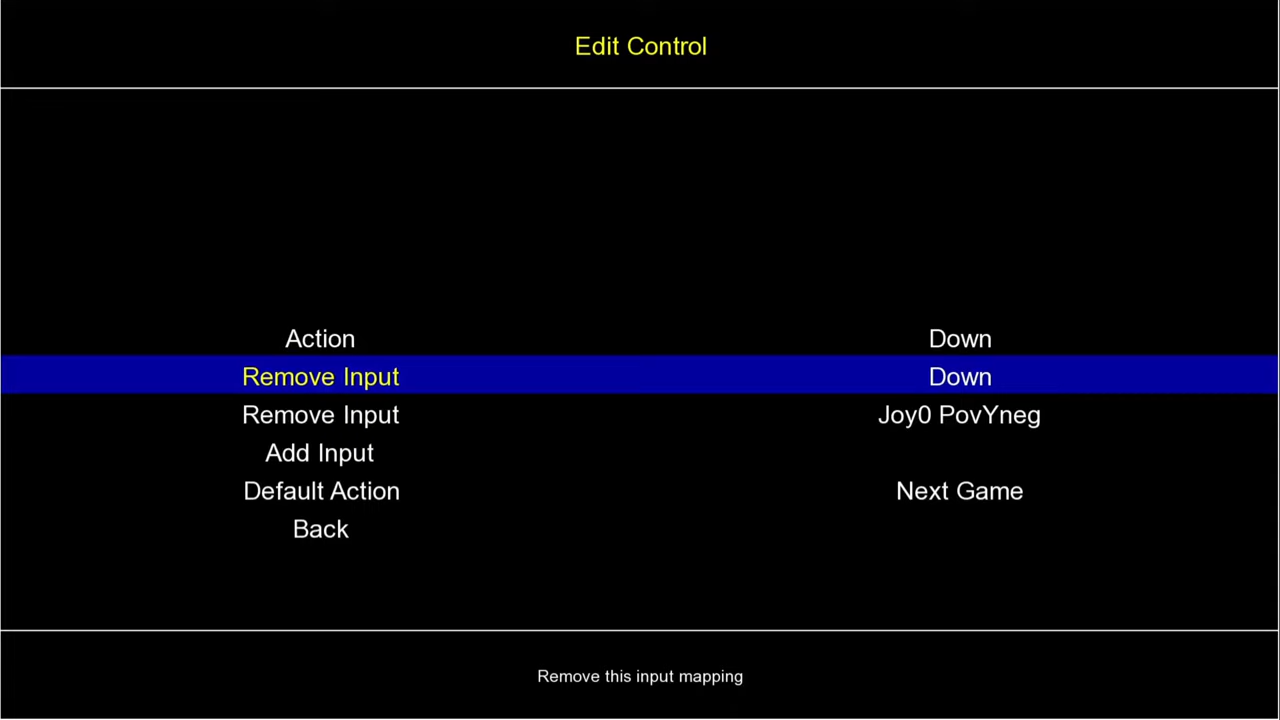 Edit Control
Action Down
Remove Input Down
Remove Input Joy0 PovYneg
Add Input
Default Action Next Game
Back
Remove this input mapping